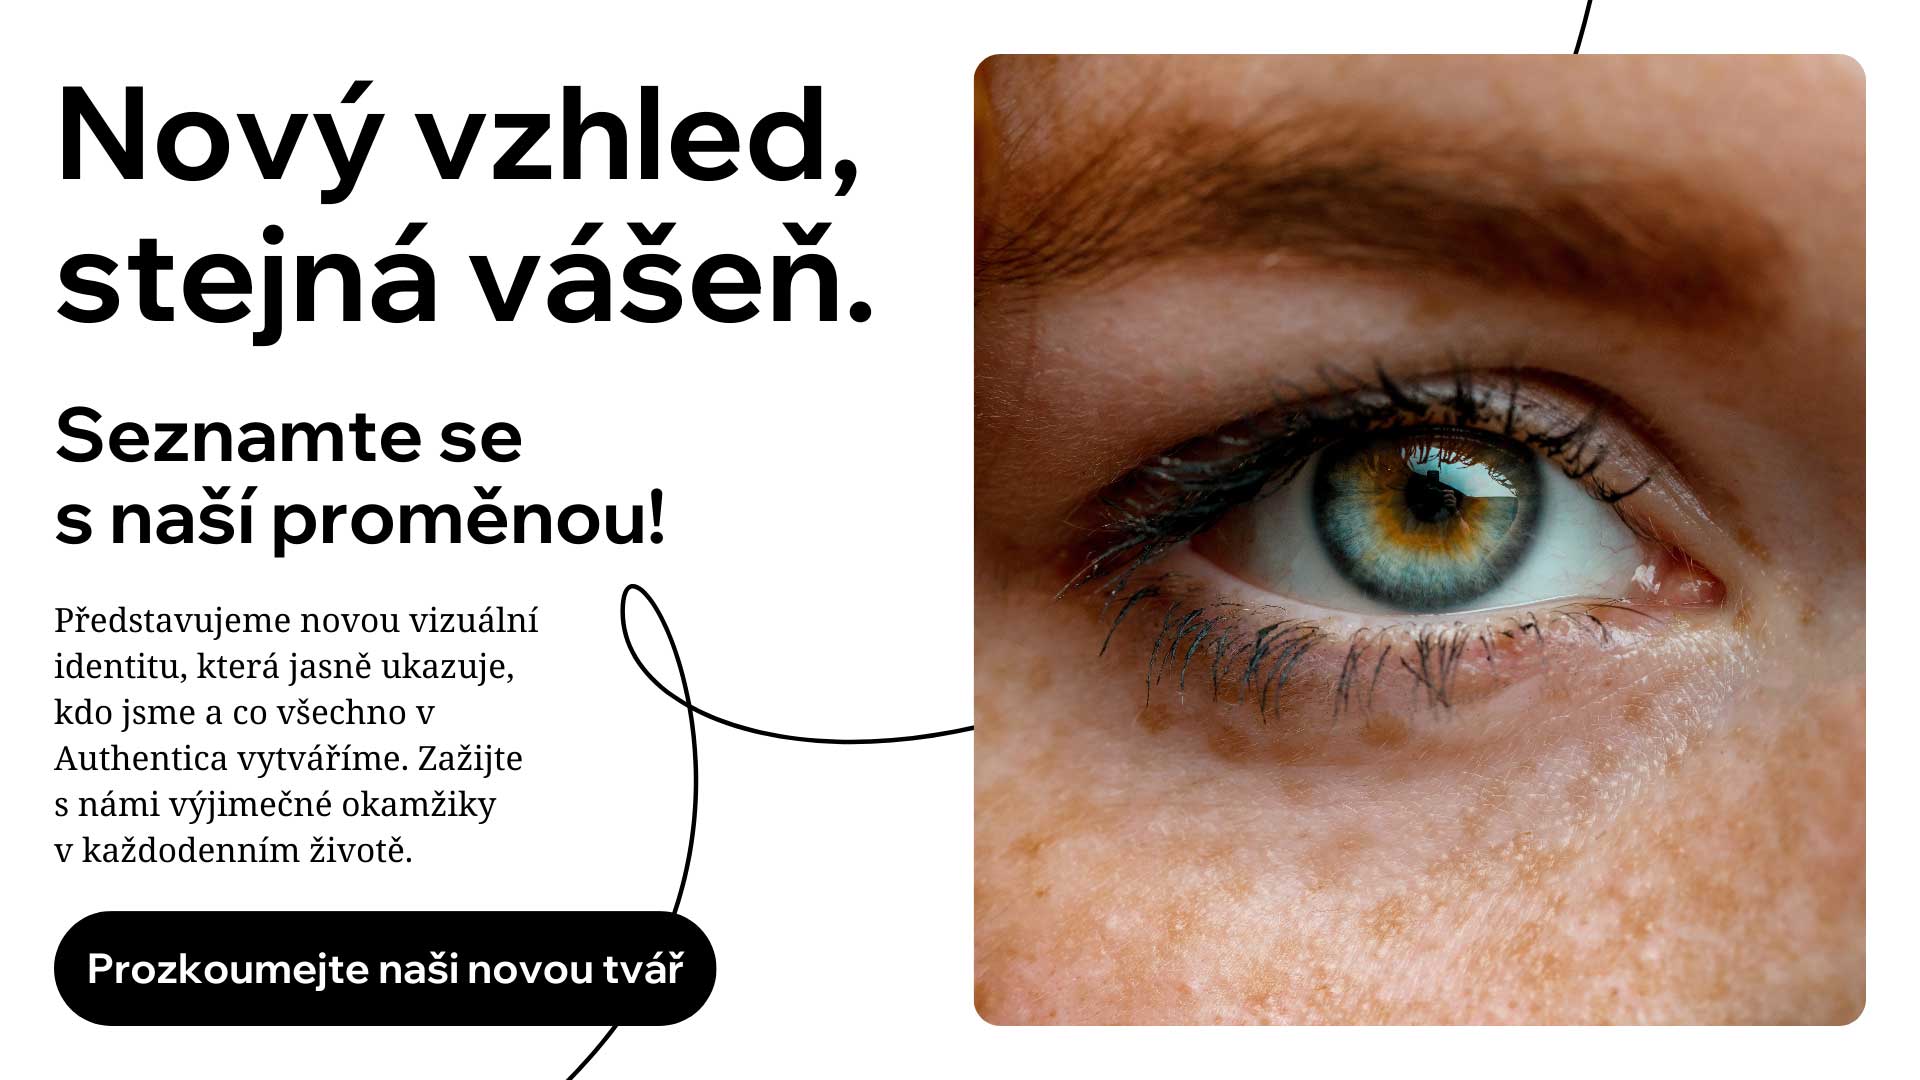 Nový vzhled,
stejná vášeň.
Seznamte se
s naší proměnou!
Představujeme novou vizuální
identitu, která jasně ukazuje,
kdo jsme a co všechno v
Authentica vytváříme. Zažijte
s námi výjimečné okamžiky
v každodenním životě.
Prozkoumejte naši novou tvář